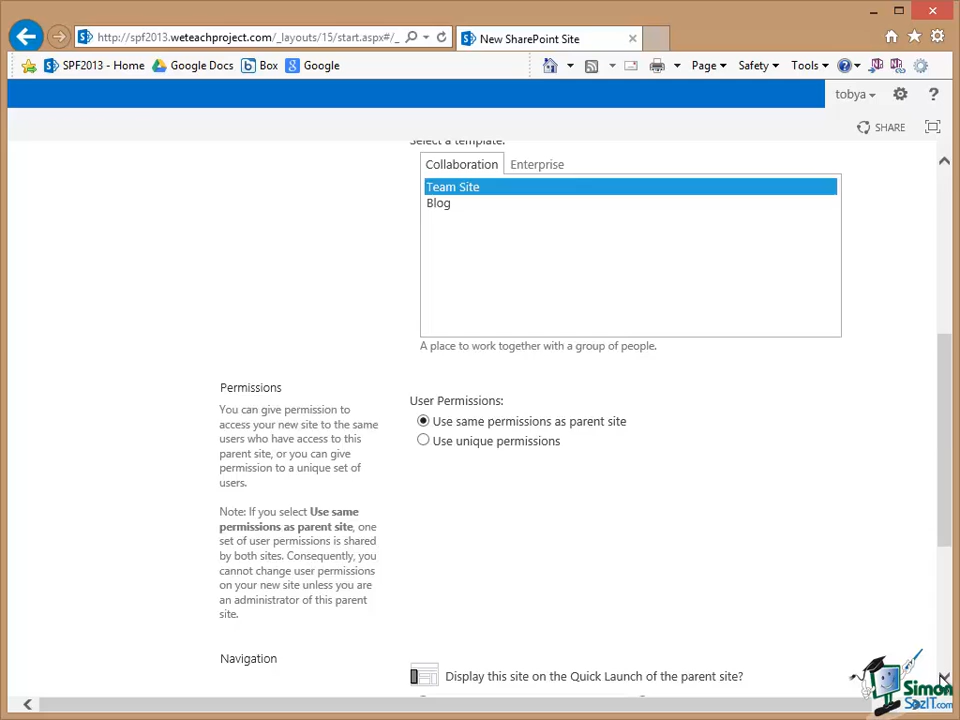 http://spf2013.weteachproject.com/_layouts/15/start.aspx#/_
New SharePoint Site
SPF2013 - Home
Google Docs
Box
Google
Page
Safety
Tools
tobya
SHARE
Select a template:
Collaboration
Enterprise
Team Site
Blog
A place to work together with a group of people.
Permissions
You can give permission to
access your new site to the same
users who have access to this
parent site, or you can give
permission to a unique set of
users.
Note: If you select Use same
permissions as parent site, one
set of user permissions is shared
by both sites. Consequently, you
cannot change user permissions
on your new site unless you are
an administrator of this parent
site.
User Permissions:
Use same permissions as parent site
Use unique permissions
Navigation
Display this site on the Quick Launch of the parent site?
Simon
SezIT.com